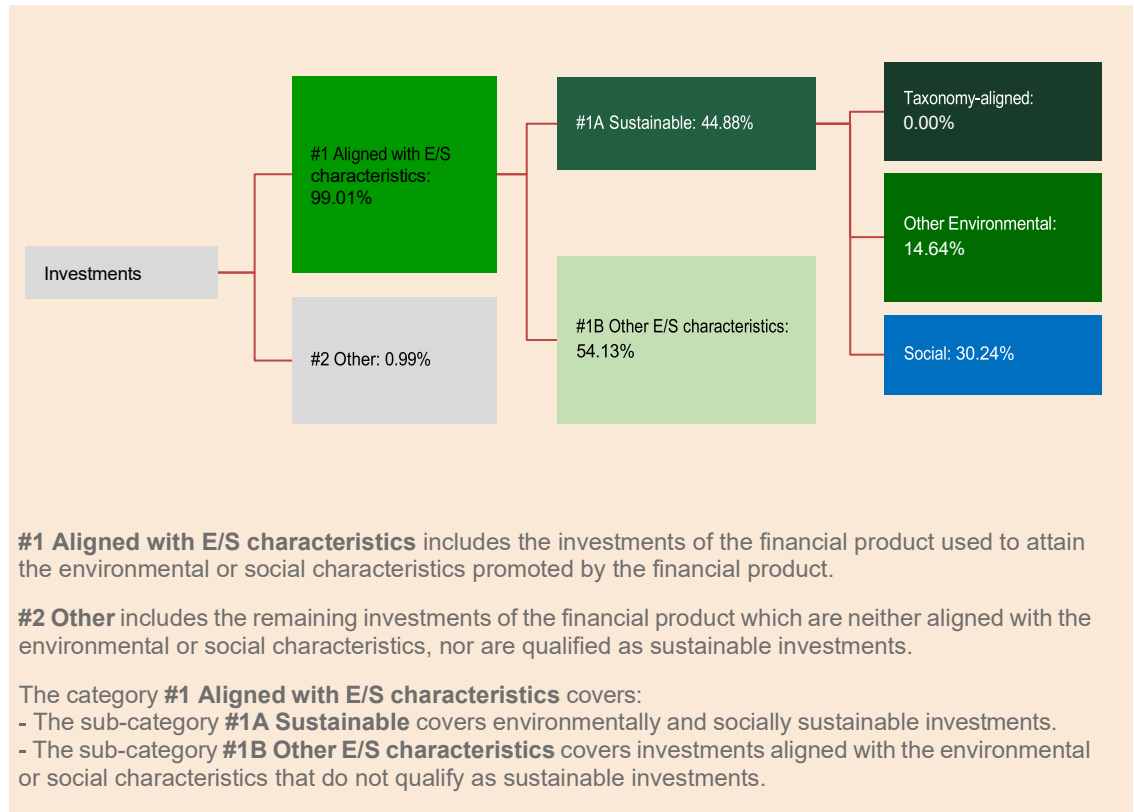 Investments
#1 Aligned with E/S
characteristics:
99.01%
#2 Other: 0.99%
#1A Sustainable: 44.88%
#1B Other E/S characteristics:
54.13%
Taxonomy-aligned:
0.00%
Other Environmental:
14.64%
Social: 30.24%
#1 Aligned with E/S characteristics includes the investments of the financial product used to attain
the environmental or social characteristics promoted by the financial product.
#2 Other includes the remaining investments of the financial product which are neither aligned with the
environmental or social characteristics, nor are qualified as sustainable investments.
The category #1 Aligned with E/S characteristics covers:
- The sub-category #1A Sustainable covers environmentally and socially sustainable investments.
- The sub-category #1B Other E/S characteristics covers investments aligned with the environmental
or social characteristics that do not qualify as sustainable investments.